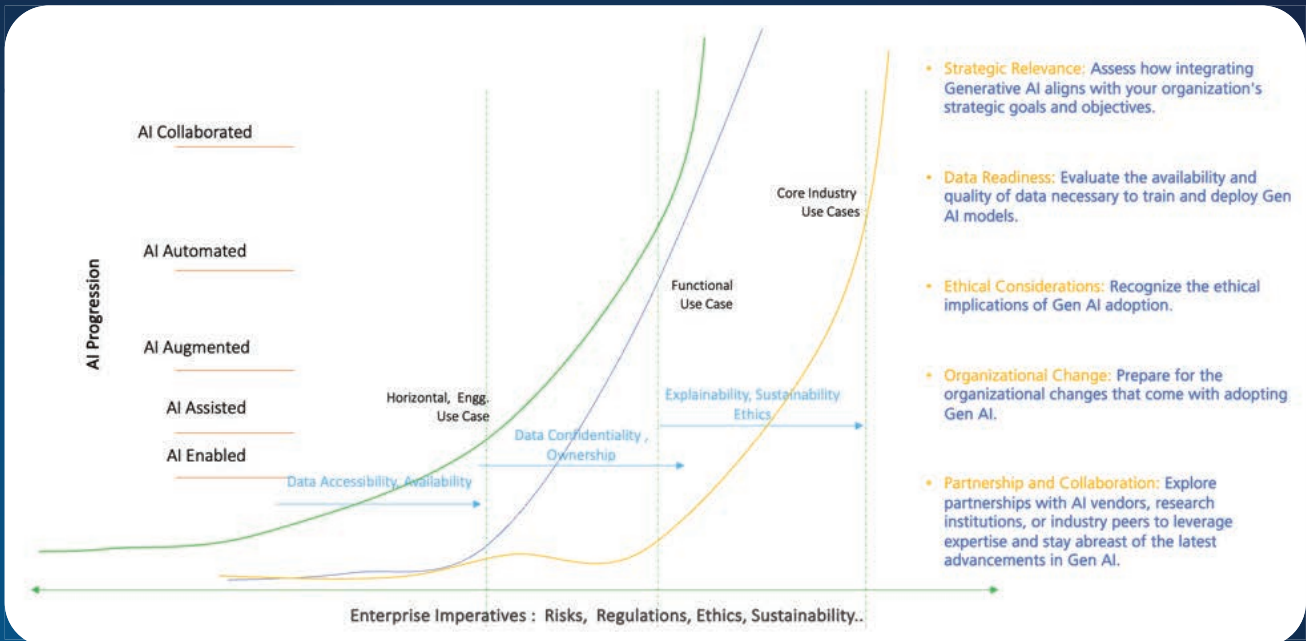 AI Collaborated
AI Automated
AI Augmented
AI Assisted
AI Enabled
AI Progression
Horizontal, Engg.
Use Case
Functional
Use Case
Core Industry
Use Cases
Data Accessibility, Availability
Data Confidentiality ,
Ownership
Explainability, Sustainability
Ethics
Enterprise Imperatives : Risks, Regulations, Ethics, Sustainability..
• Strategic Relevance: Assess how integrating
Generative AI aligns with your organization's
strategic goals and objectives.
• Data Readiness: Evaluate the availability and
quality of data necessary to train and deploy Gen
AI models.
• Ethical Considerations: Recognize the ethical
implications of Gen AI adoption.
• Organizational Change: Prepare for the
organizational changes that come with adopting
Gen AI.
• Partnership and Collaboration: Explore
partnerships with AI vendors, research
institutions, or industry peers to leverage
expertise and stay abreast of the latest
advancements in Gen AI.